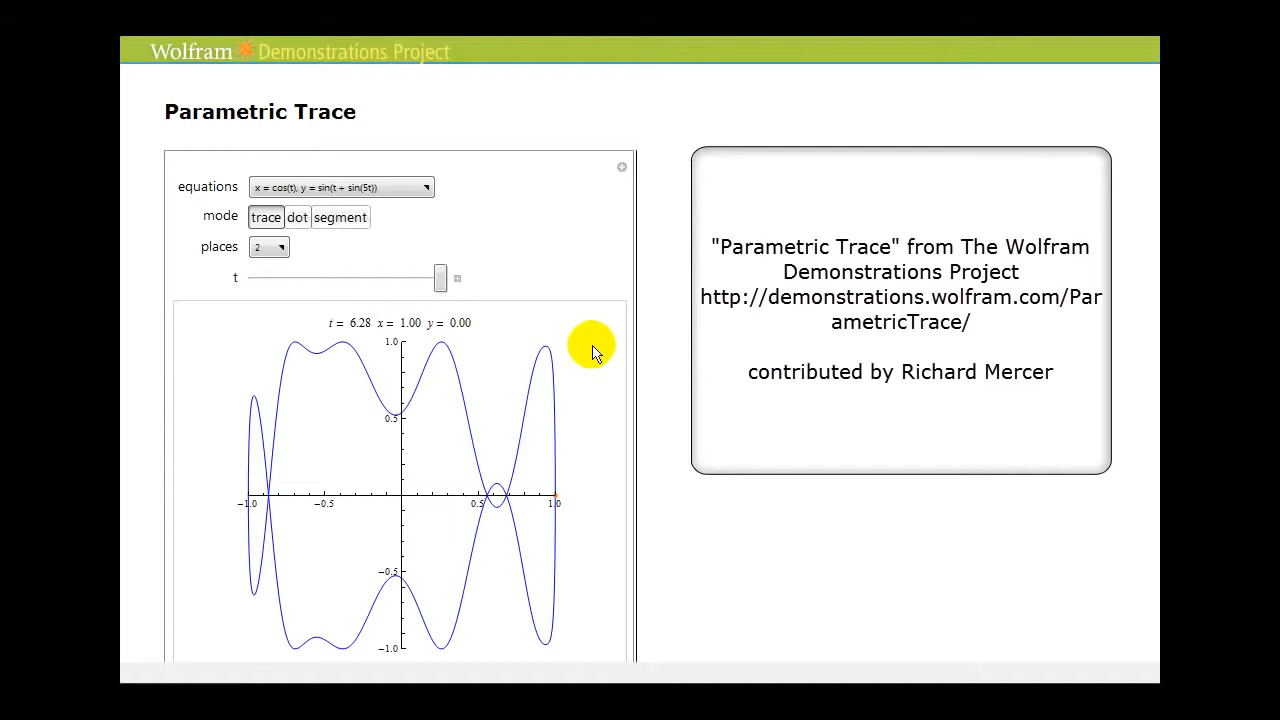 Wolfram Demonstrations Project
Parametric Trace
equations x = cos(t), y = sin(t + sin(5t))
mode trace dot segment
places 2
t
t = 6.28 x = 1.00 y = 0.00
1.0
0.5
−1.0 −0.5 0.5 1.0
−0.5
−1.0
"Parametric Trace" from The Wolfram
Demonstrations Project
http://demonstrations.wolfram.com/Par
ametricTrace/
contributed by Richard Mercer